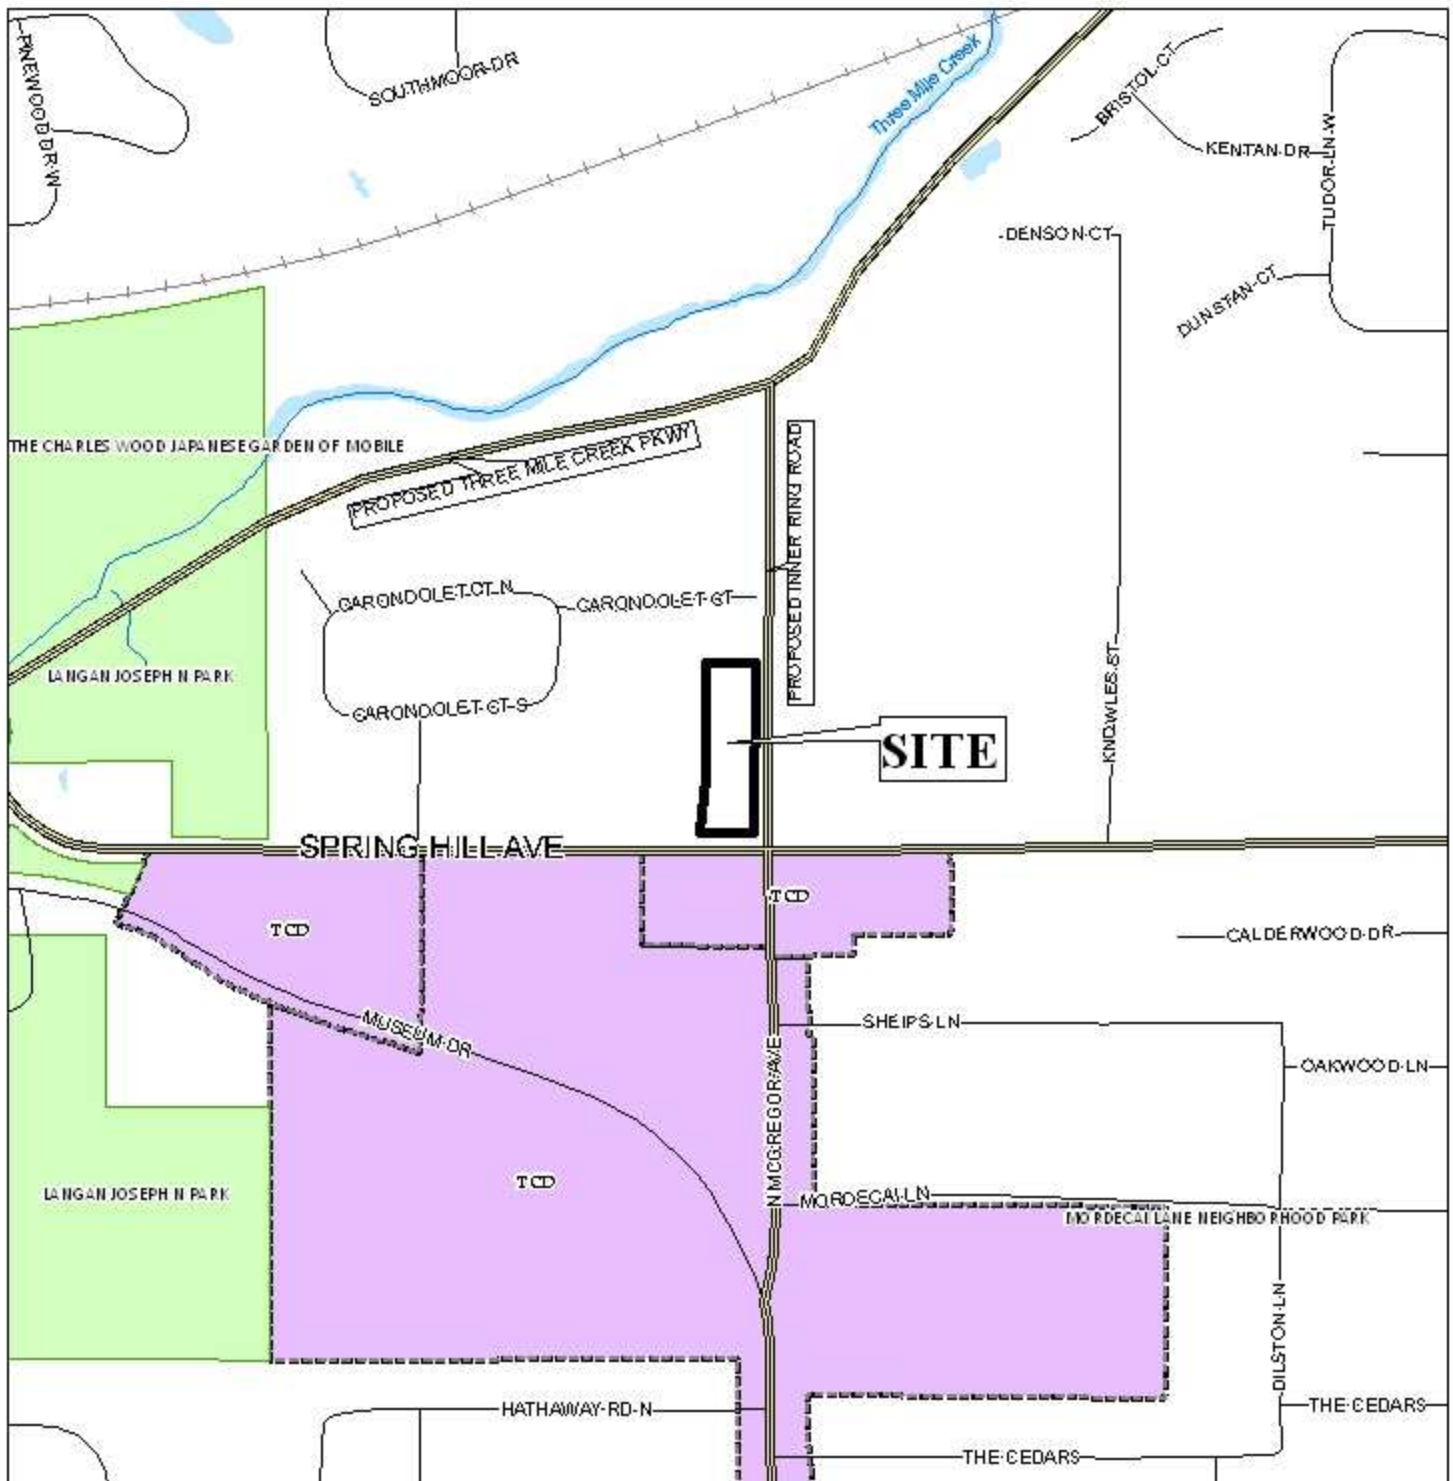 PINEWOOD DR W
SOUTHMOOR DR
Three Mile Creek
BRISTOL CT
KENTAN DR
TUDOR LN W
DENSON CT
DUNSTAN CT
THE CHARLES WOOD JAPANESE GARDEN OF MOBILE
PROPOSED THREE MILE CREEK PKWY
PROPOSED INNER RING ROAD
CARONDOLET CT N
CARONDOLET CT
LANGAN JOSEPH N PARK
CARONDOLET CT S
KNOWLES ST
SITE
SPRING HILL AVE
TCD
TCD
CALDERWOOD DR
MUSEUM DR
SHEIPS LN
N MCGREGOR AVE
OAKWOOD LN
TCD
LANGAN JOSEPH N PARK
MORDECAI LN
MORDECAI LANE NEIGHBORHOOD PARK
DILSTON LN
HATHAWAY RD N
THE CEDARS
THE CEDARS